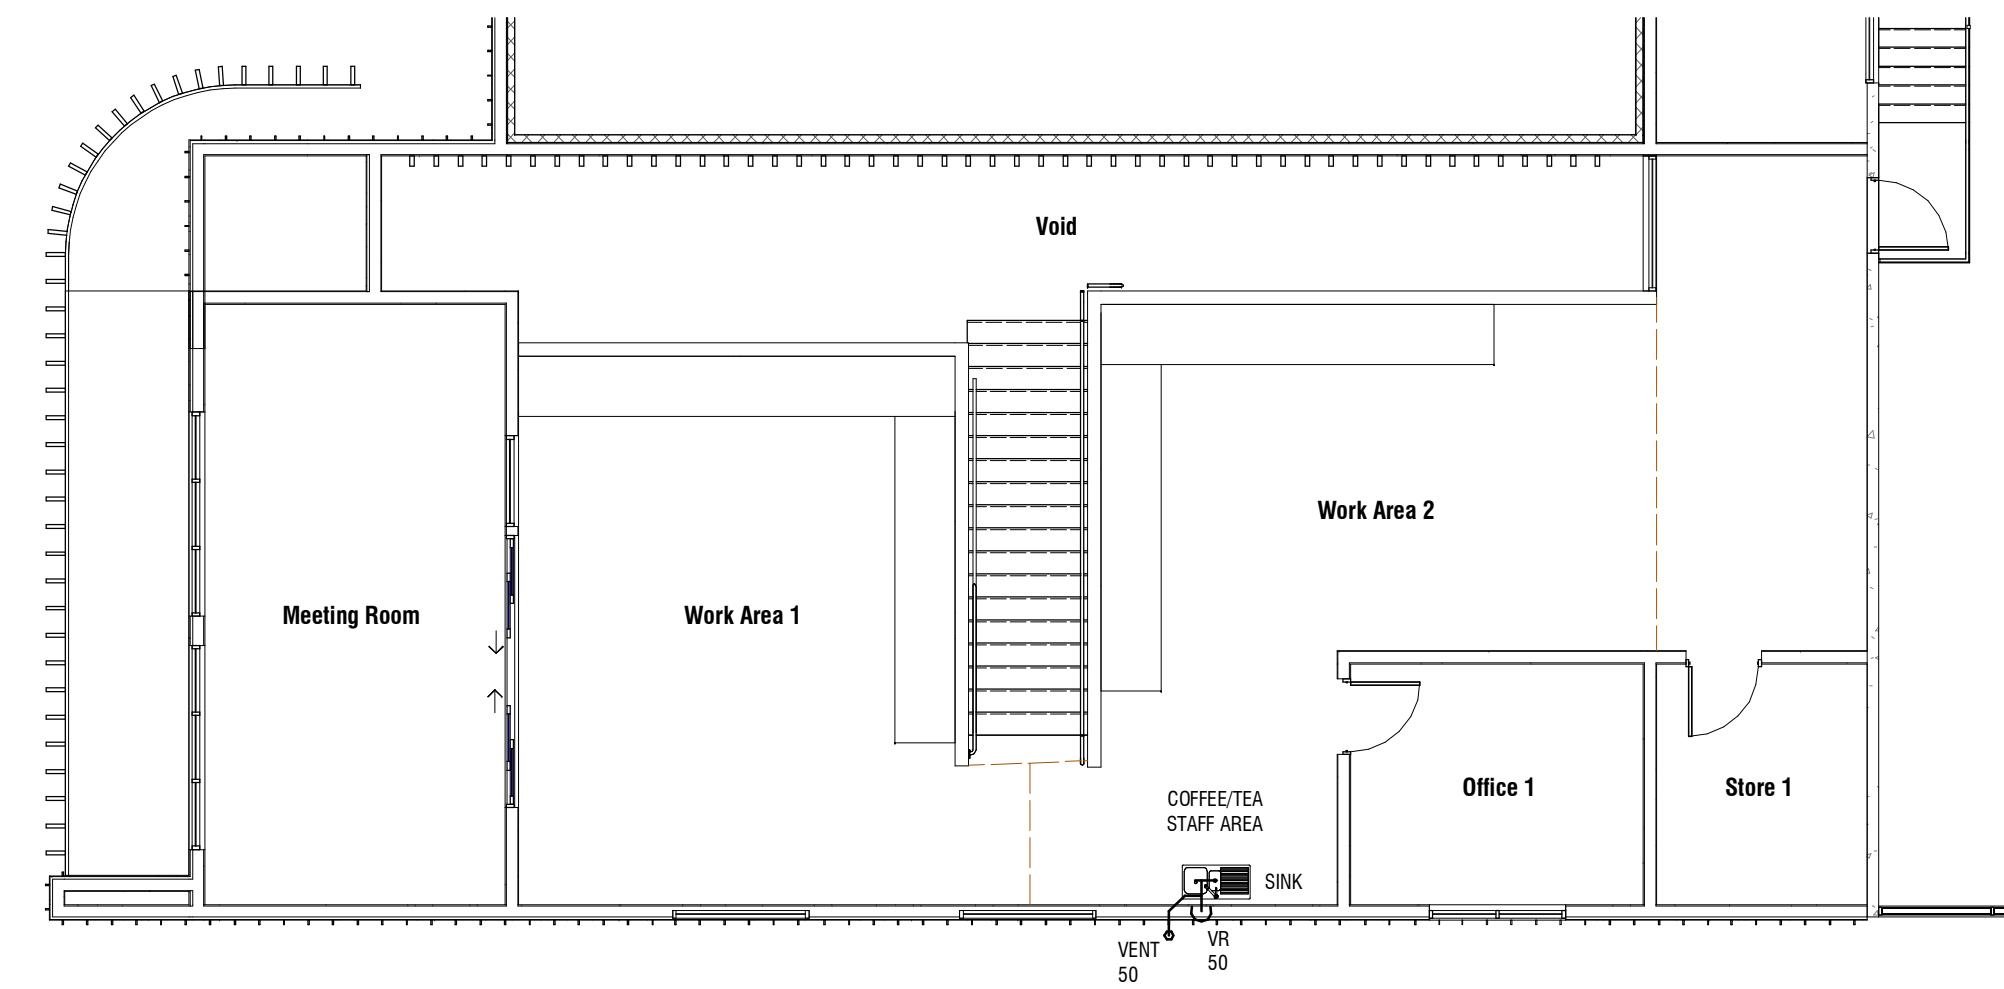 Void
Work Area 2
Meeting Room
Work Area 1
Office 1
Store 1
COFFEE/TEA
STAFF AREA
SINK
VENT
50
VR
50